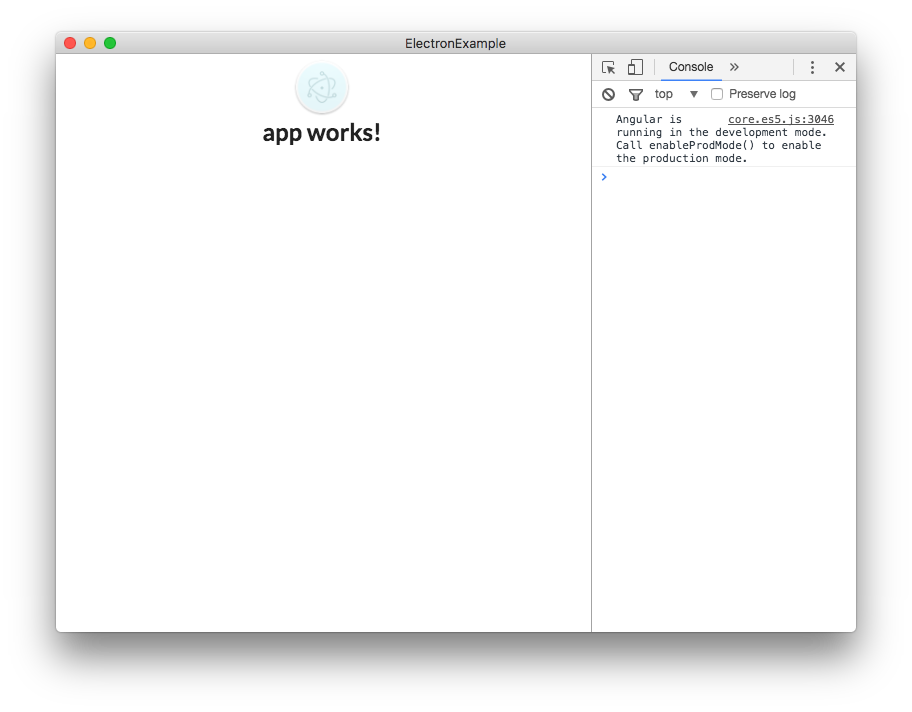 ElectronExample
app works!
Console
top
Preserve log
Angular is core.es5.js:3046
running in the development mode.
Call enableProdMode() to enable
the production mode.